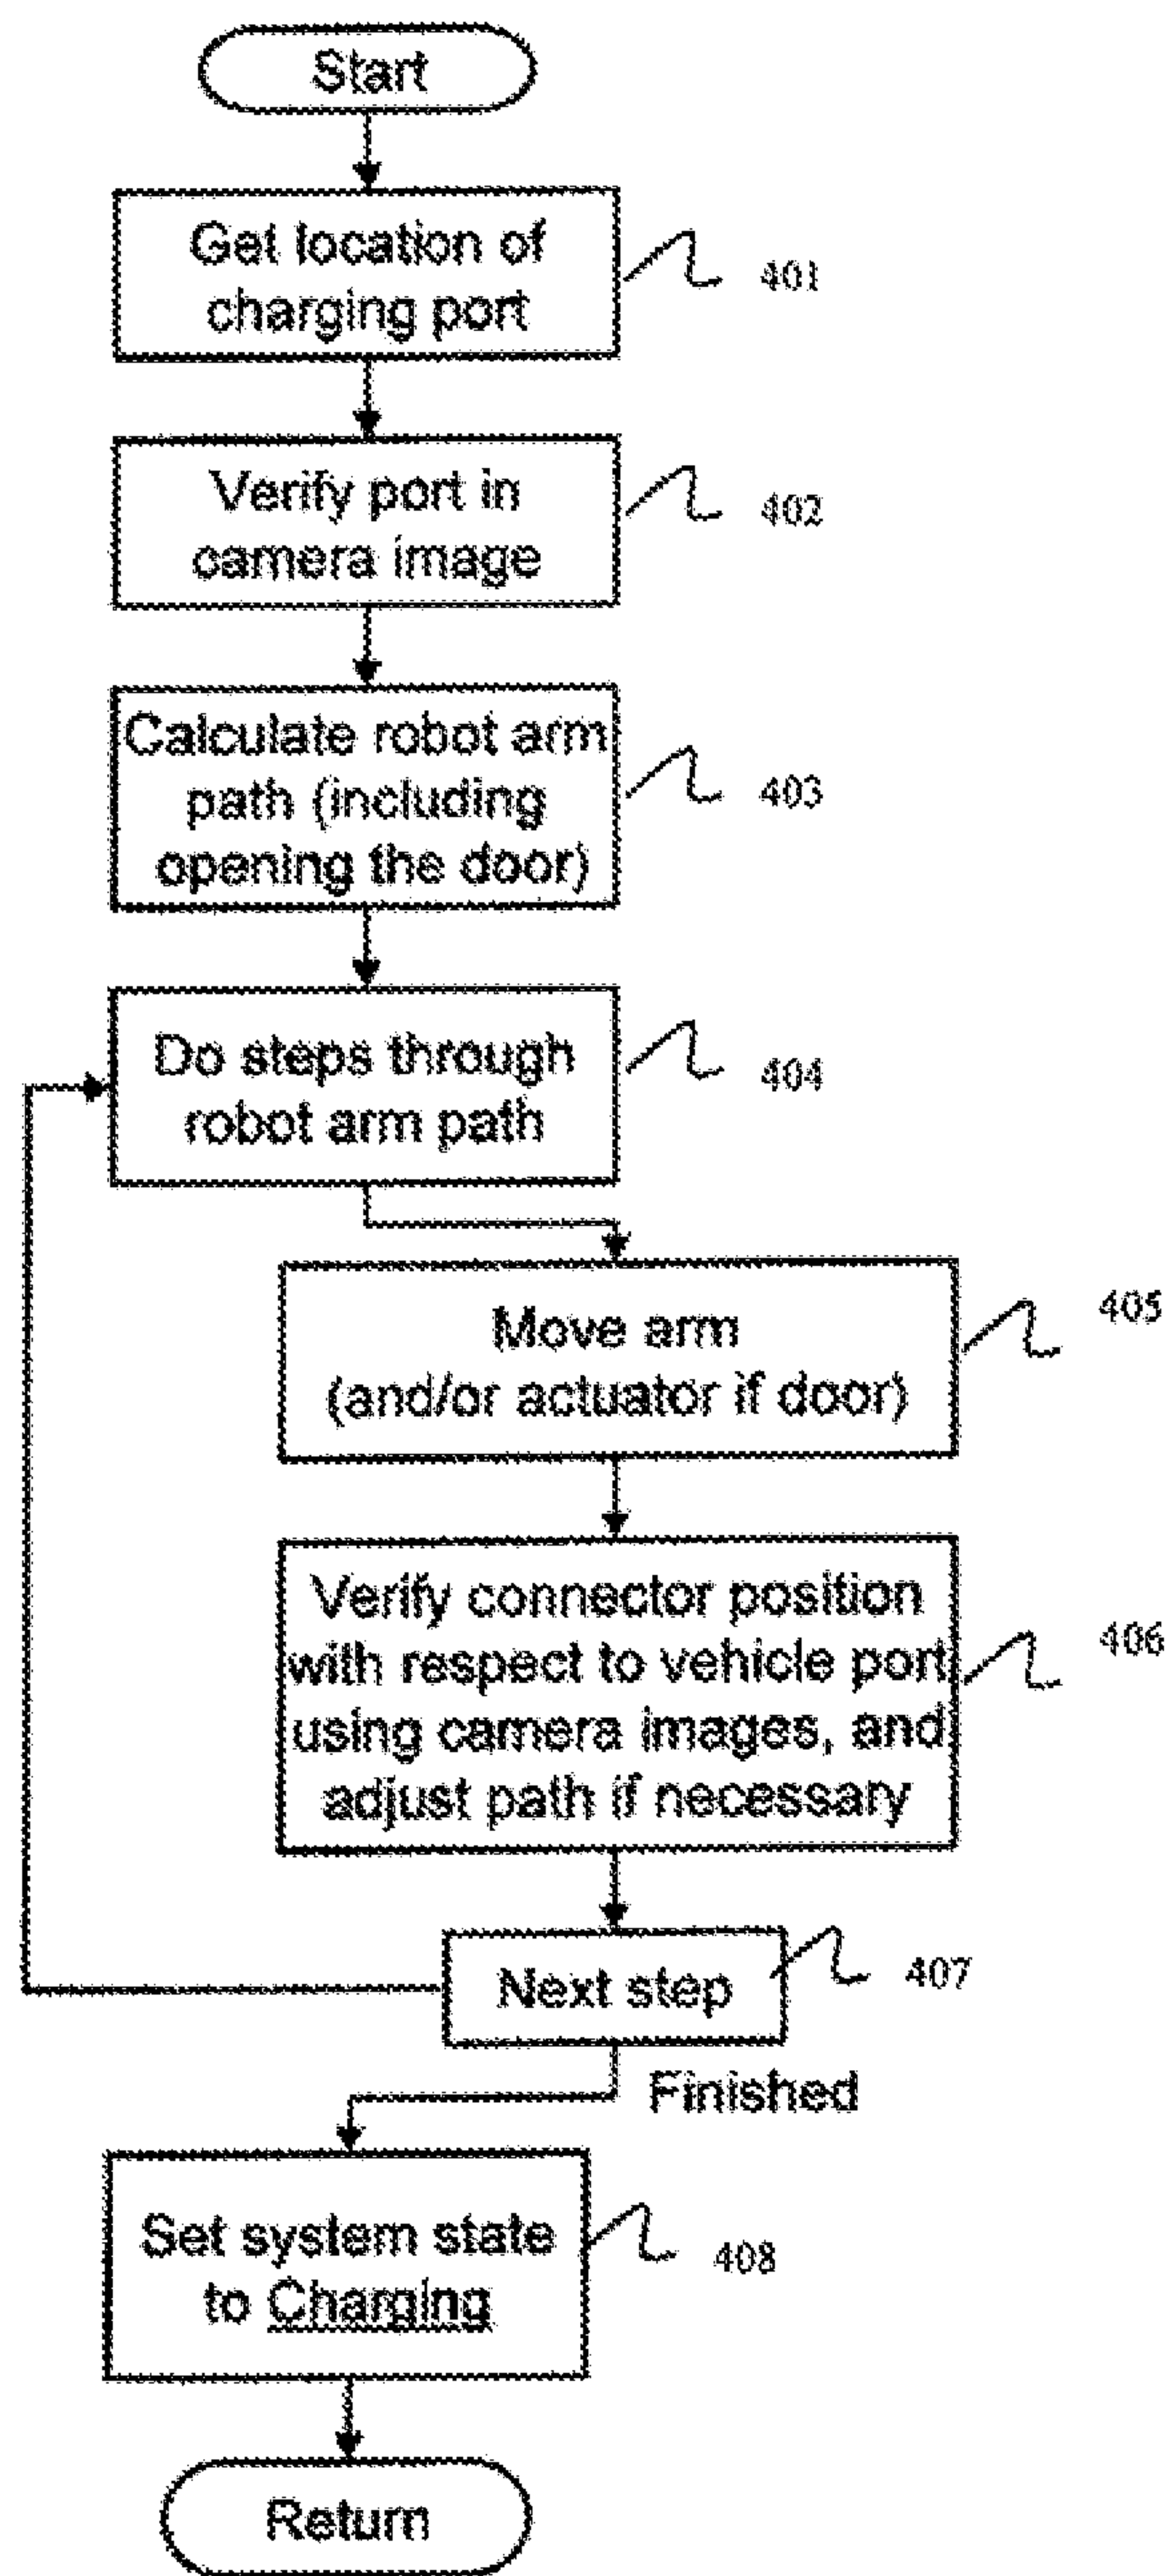 Start
Get location of
charging port
401
Verify port in
camera image
402
Calculate robot arm
path (including
opening the door)
403
Do steps through
robot arm path
404
Move arm
(and/or actuator if door)
405
Verify connector position
with respect to vehicle port
using camera images, and
adjust path if necessary
406
Next step
407
Finished
Set system state
to Charging
408
Return